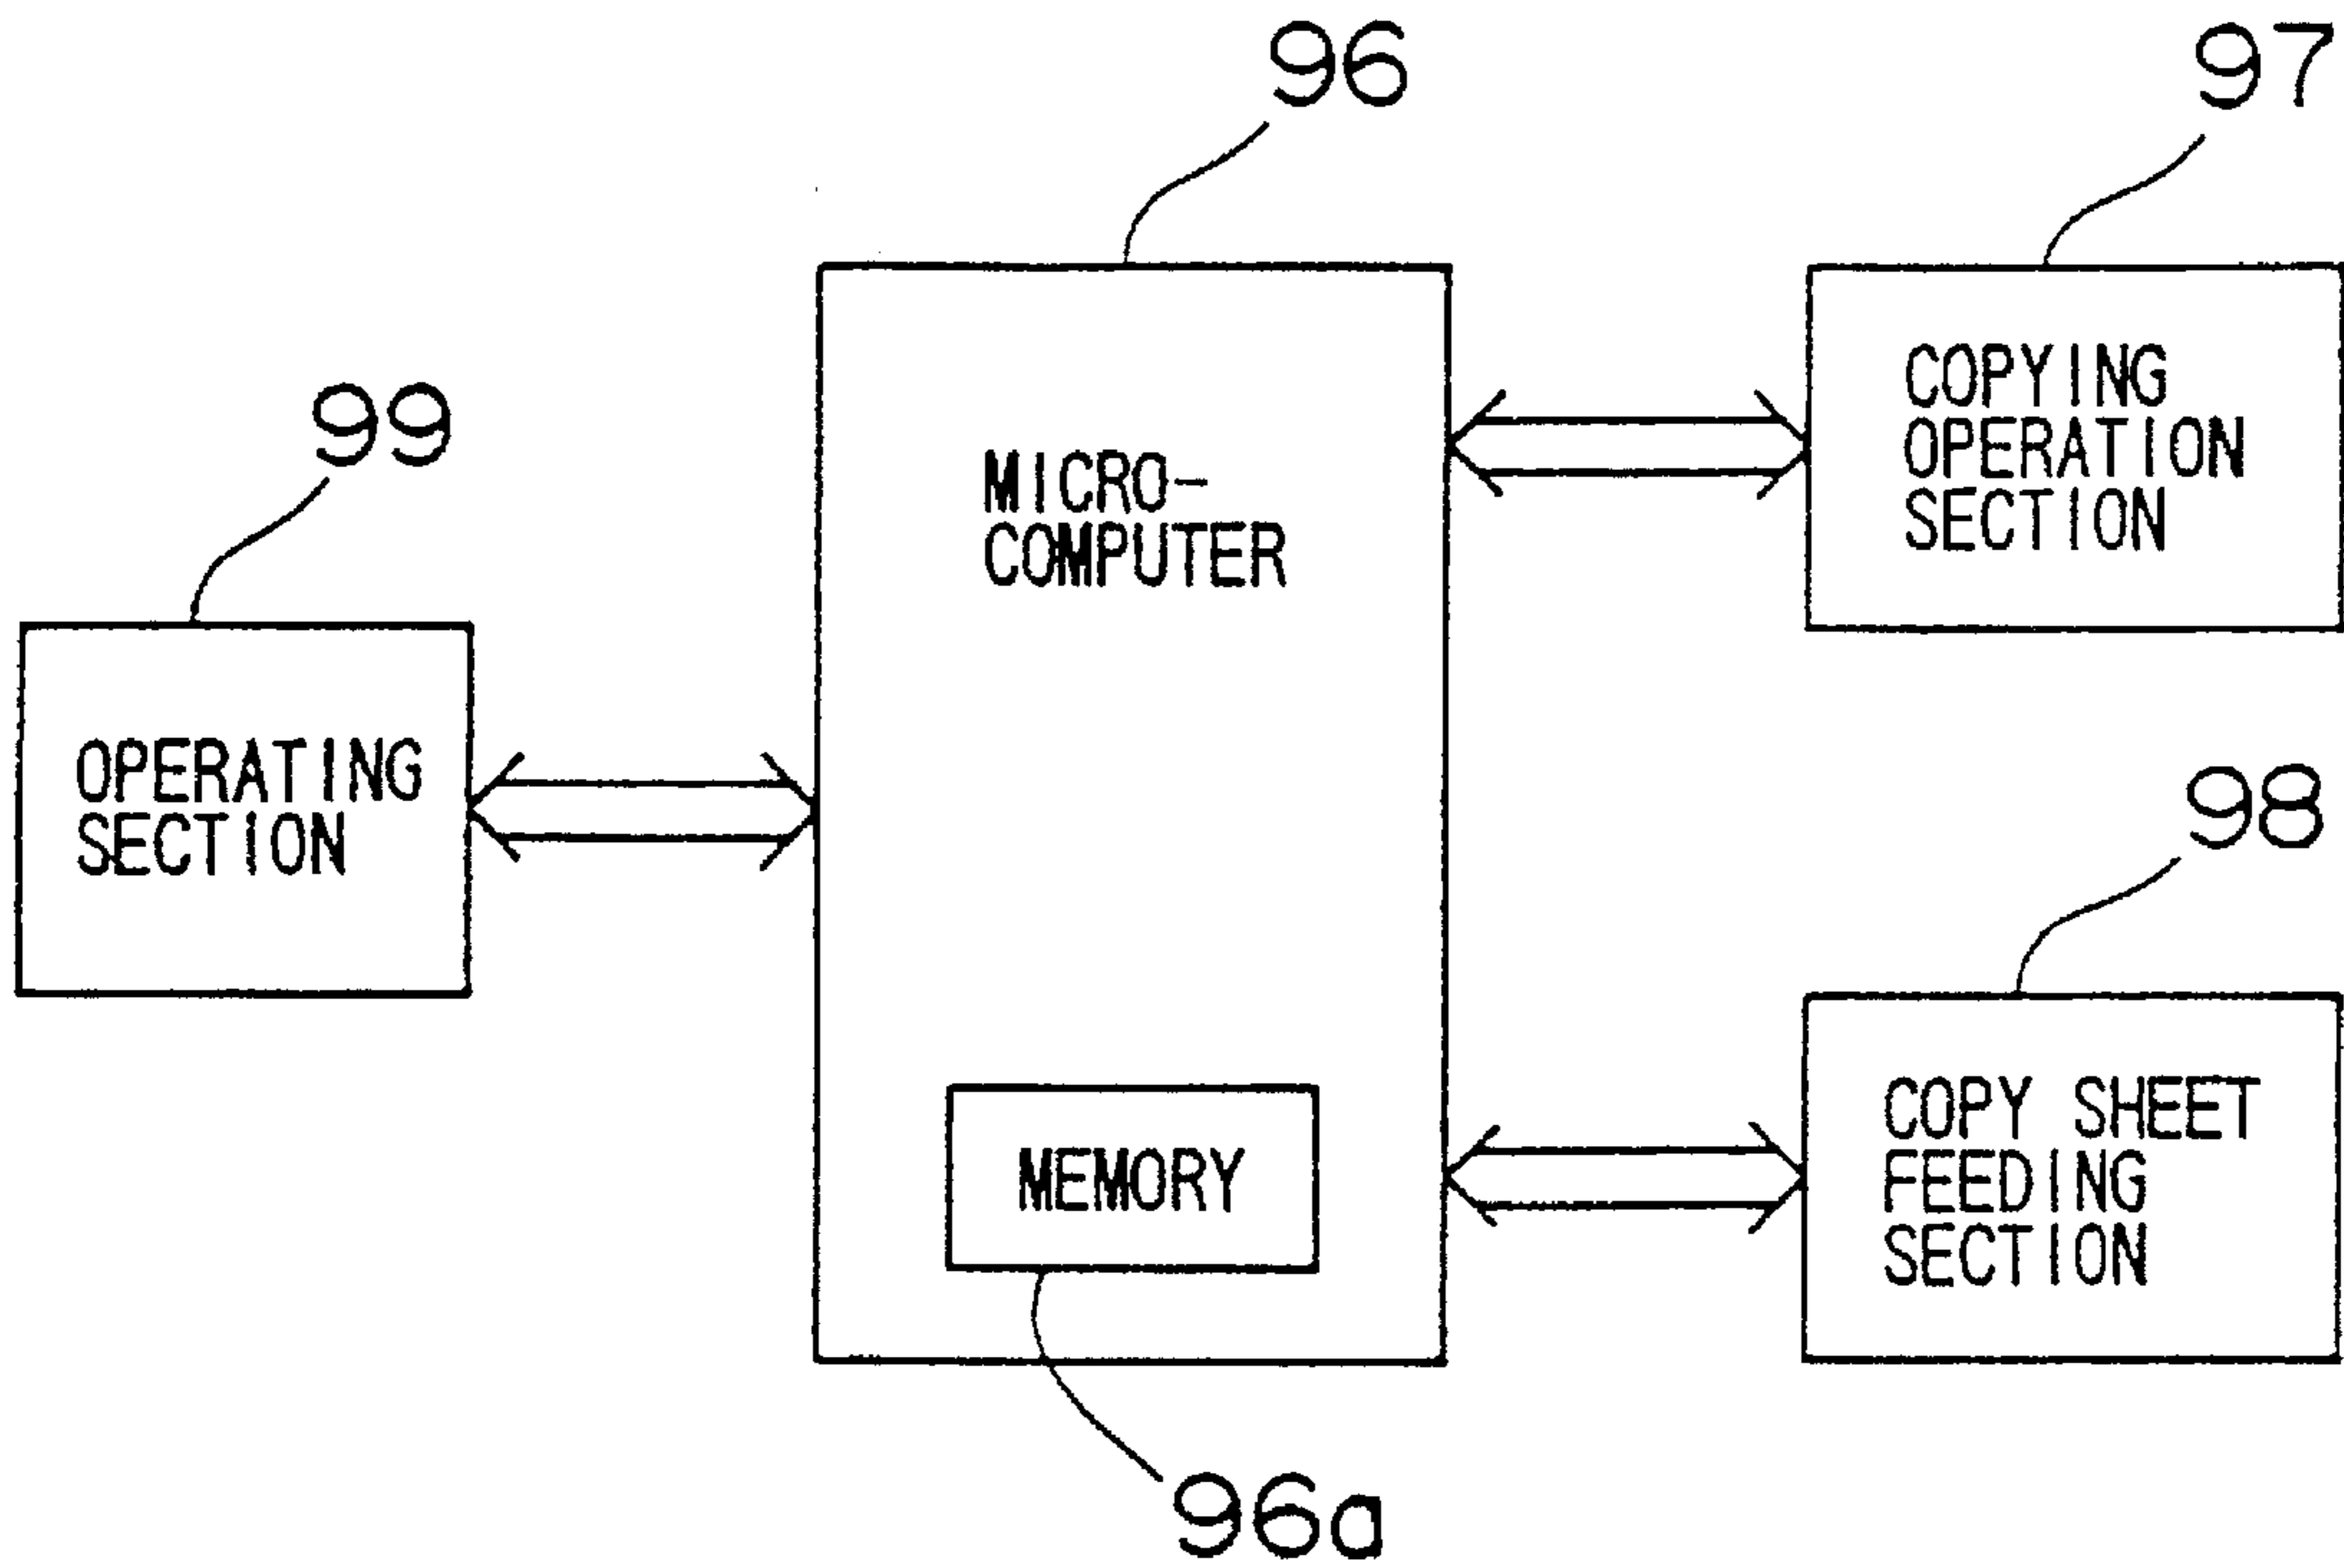 96
97
99
MICRO-
COMPUTER
COPYING
OPERATION
SECTION
OPERATING
SECTION
98
MEMORY
COPY SHEET
FEEDING
SECTION
96a